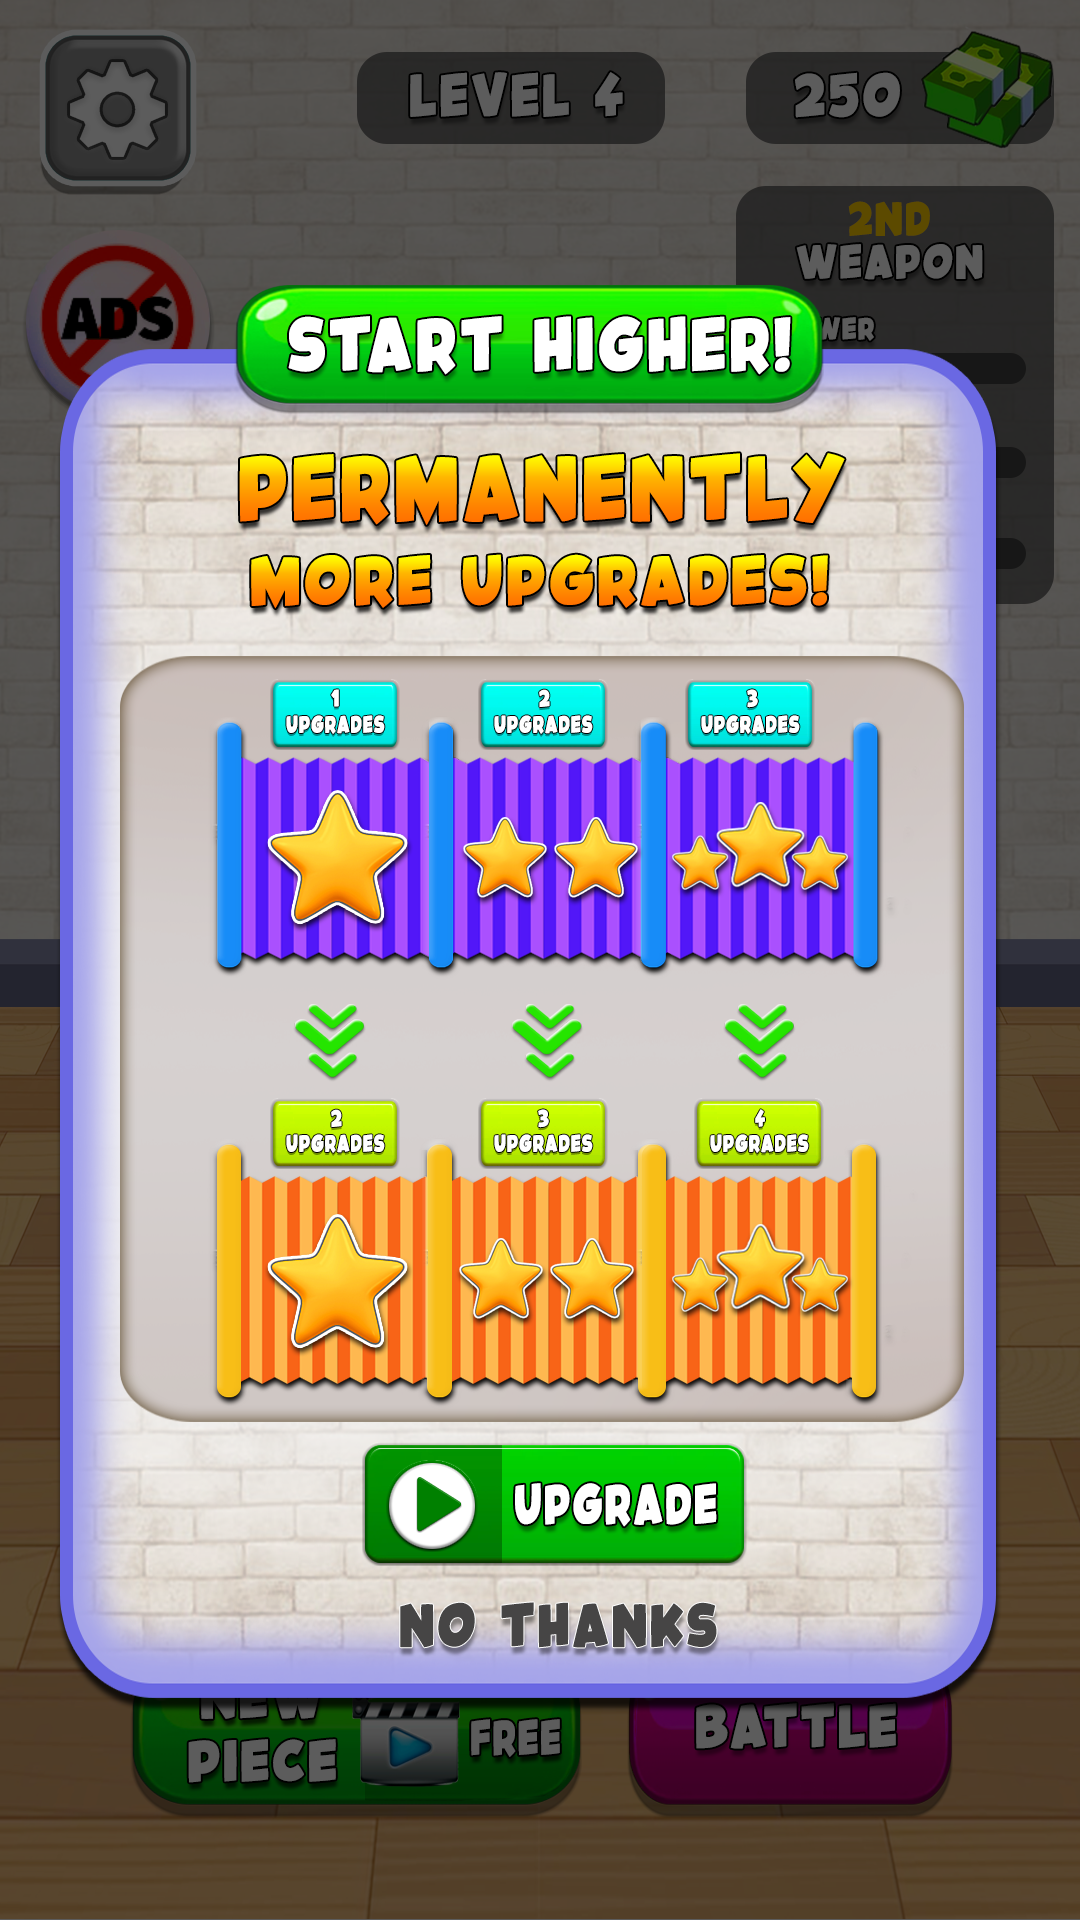 LEVEL 4
250
2ND
WEAPON
ADS
START HIGHER!
PERMANENTLY
MORE UPGRADES!
1
UPGRADES
2
UPGRADES
3
UPGRADES
2
UPGRADES
3
UPGRADES
4
UPGRADES
UPGRADE
NO THANKS
NEW
PIECE
FREE
BATTLE